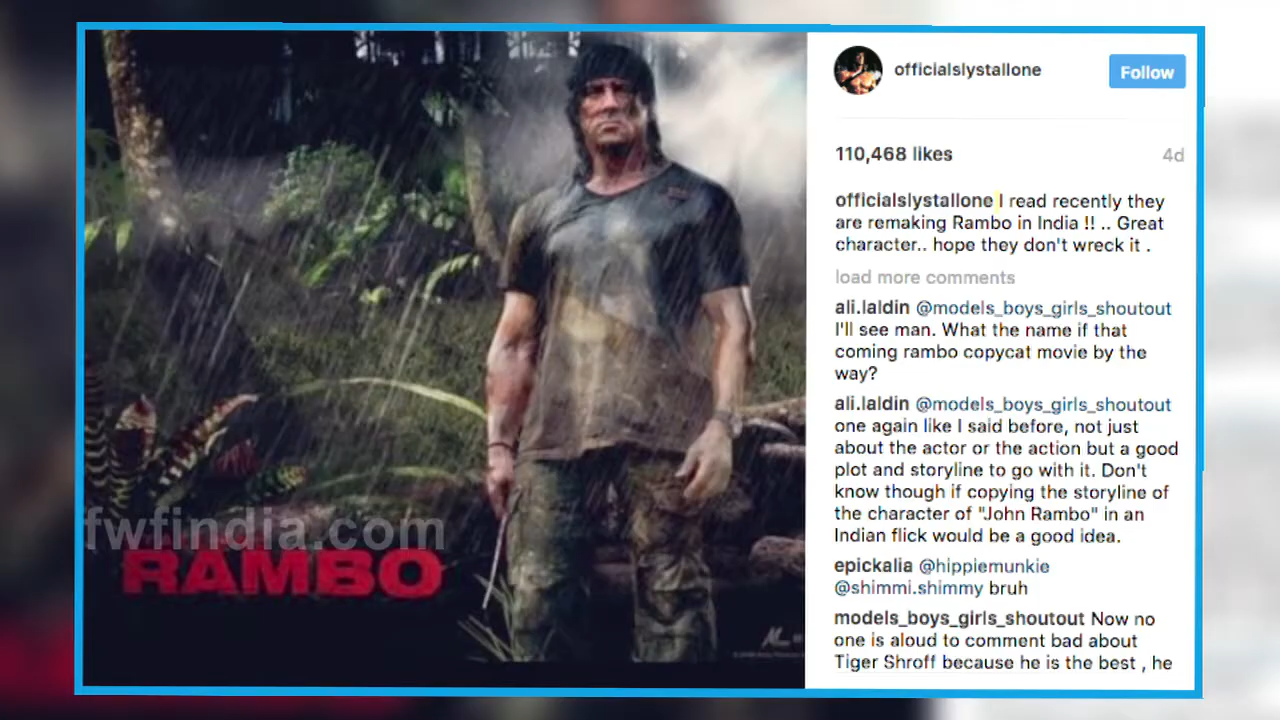 officialslystallone
Follow
110,468 likes
4d
officialslystallone I read recently they
are remaking Rambo in India !! .. Great
character.. hope they don't wreck it .
load more comments
ali.laldin @models_boys_girls_shoutout
I'll see man. What the name if that
coming rambo copycat movie by the
way?
ali.laldin @models_boys_girls_shoutout
one again like I said before, not just
about the actor or the action but a good
plot and storyline to go with it. Don't
know though if copying the storyline of
the character of "John Rambo" in an
Indian flick would be a good idea.
epickalia @hippiemunkie
@shimmi.shimmy bruh
models_boys_girls_shoutout Now no
one is aloud to comment bad about
Tiger Shroff because he is the best , he
fwfindia.com
RAMBO